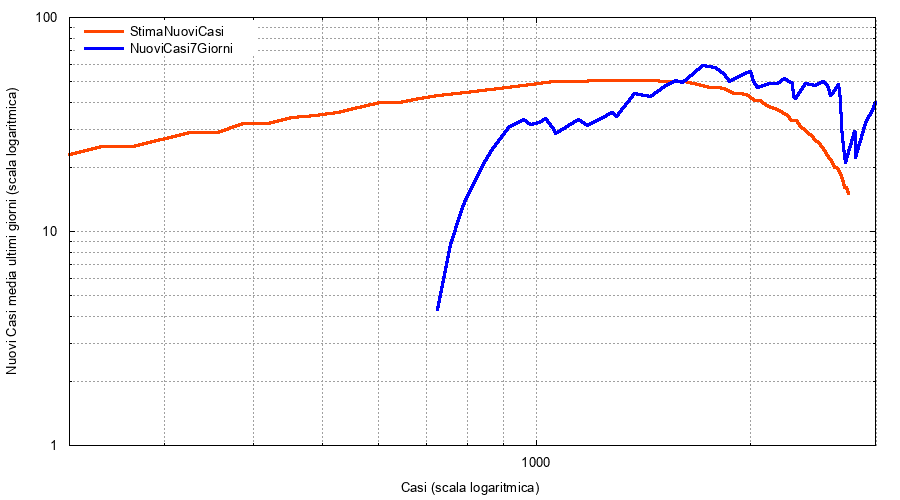 100
StimaNuoviCasi
NuoviCasi7Giorni
10
1
Nuovi Casi media ultimi giorni (scala logaritmica)
1000
Casi (scala logaritmica)